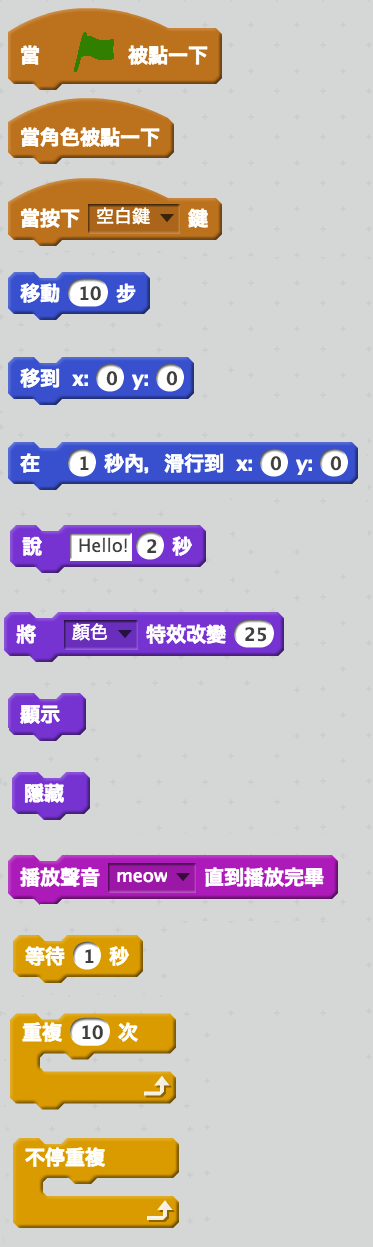 當 被點一下
當角色被點一下
當按下 空白鍵 鍵
移動 10 步
移到 x: 0 y: 0
在 1 秒內, 滑行到 x: 0 y: 0
說 Hello! 2 秒
將 顏色 特效改變 25
顯示
隱藏
播放聲音 meow 直到播放完畢
等待 1 秒
重複 10 次
不停重複